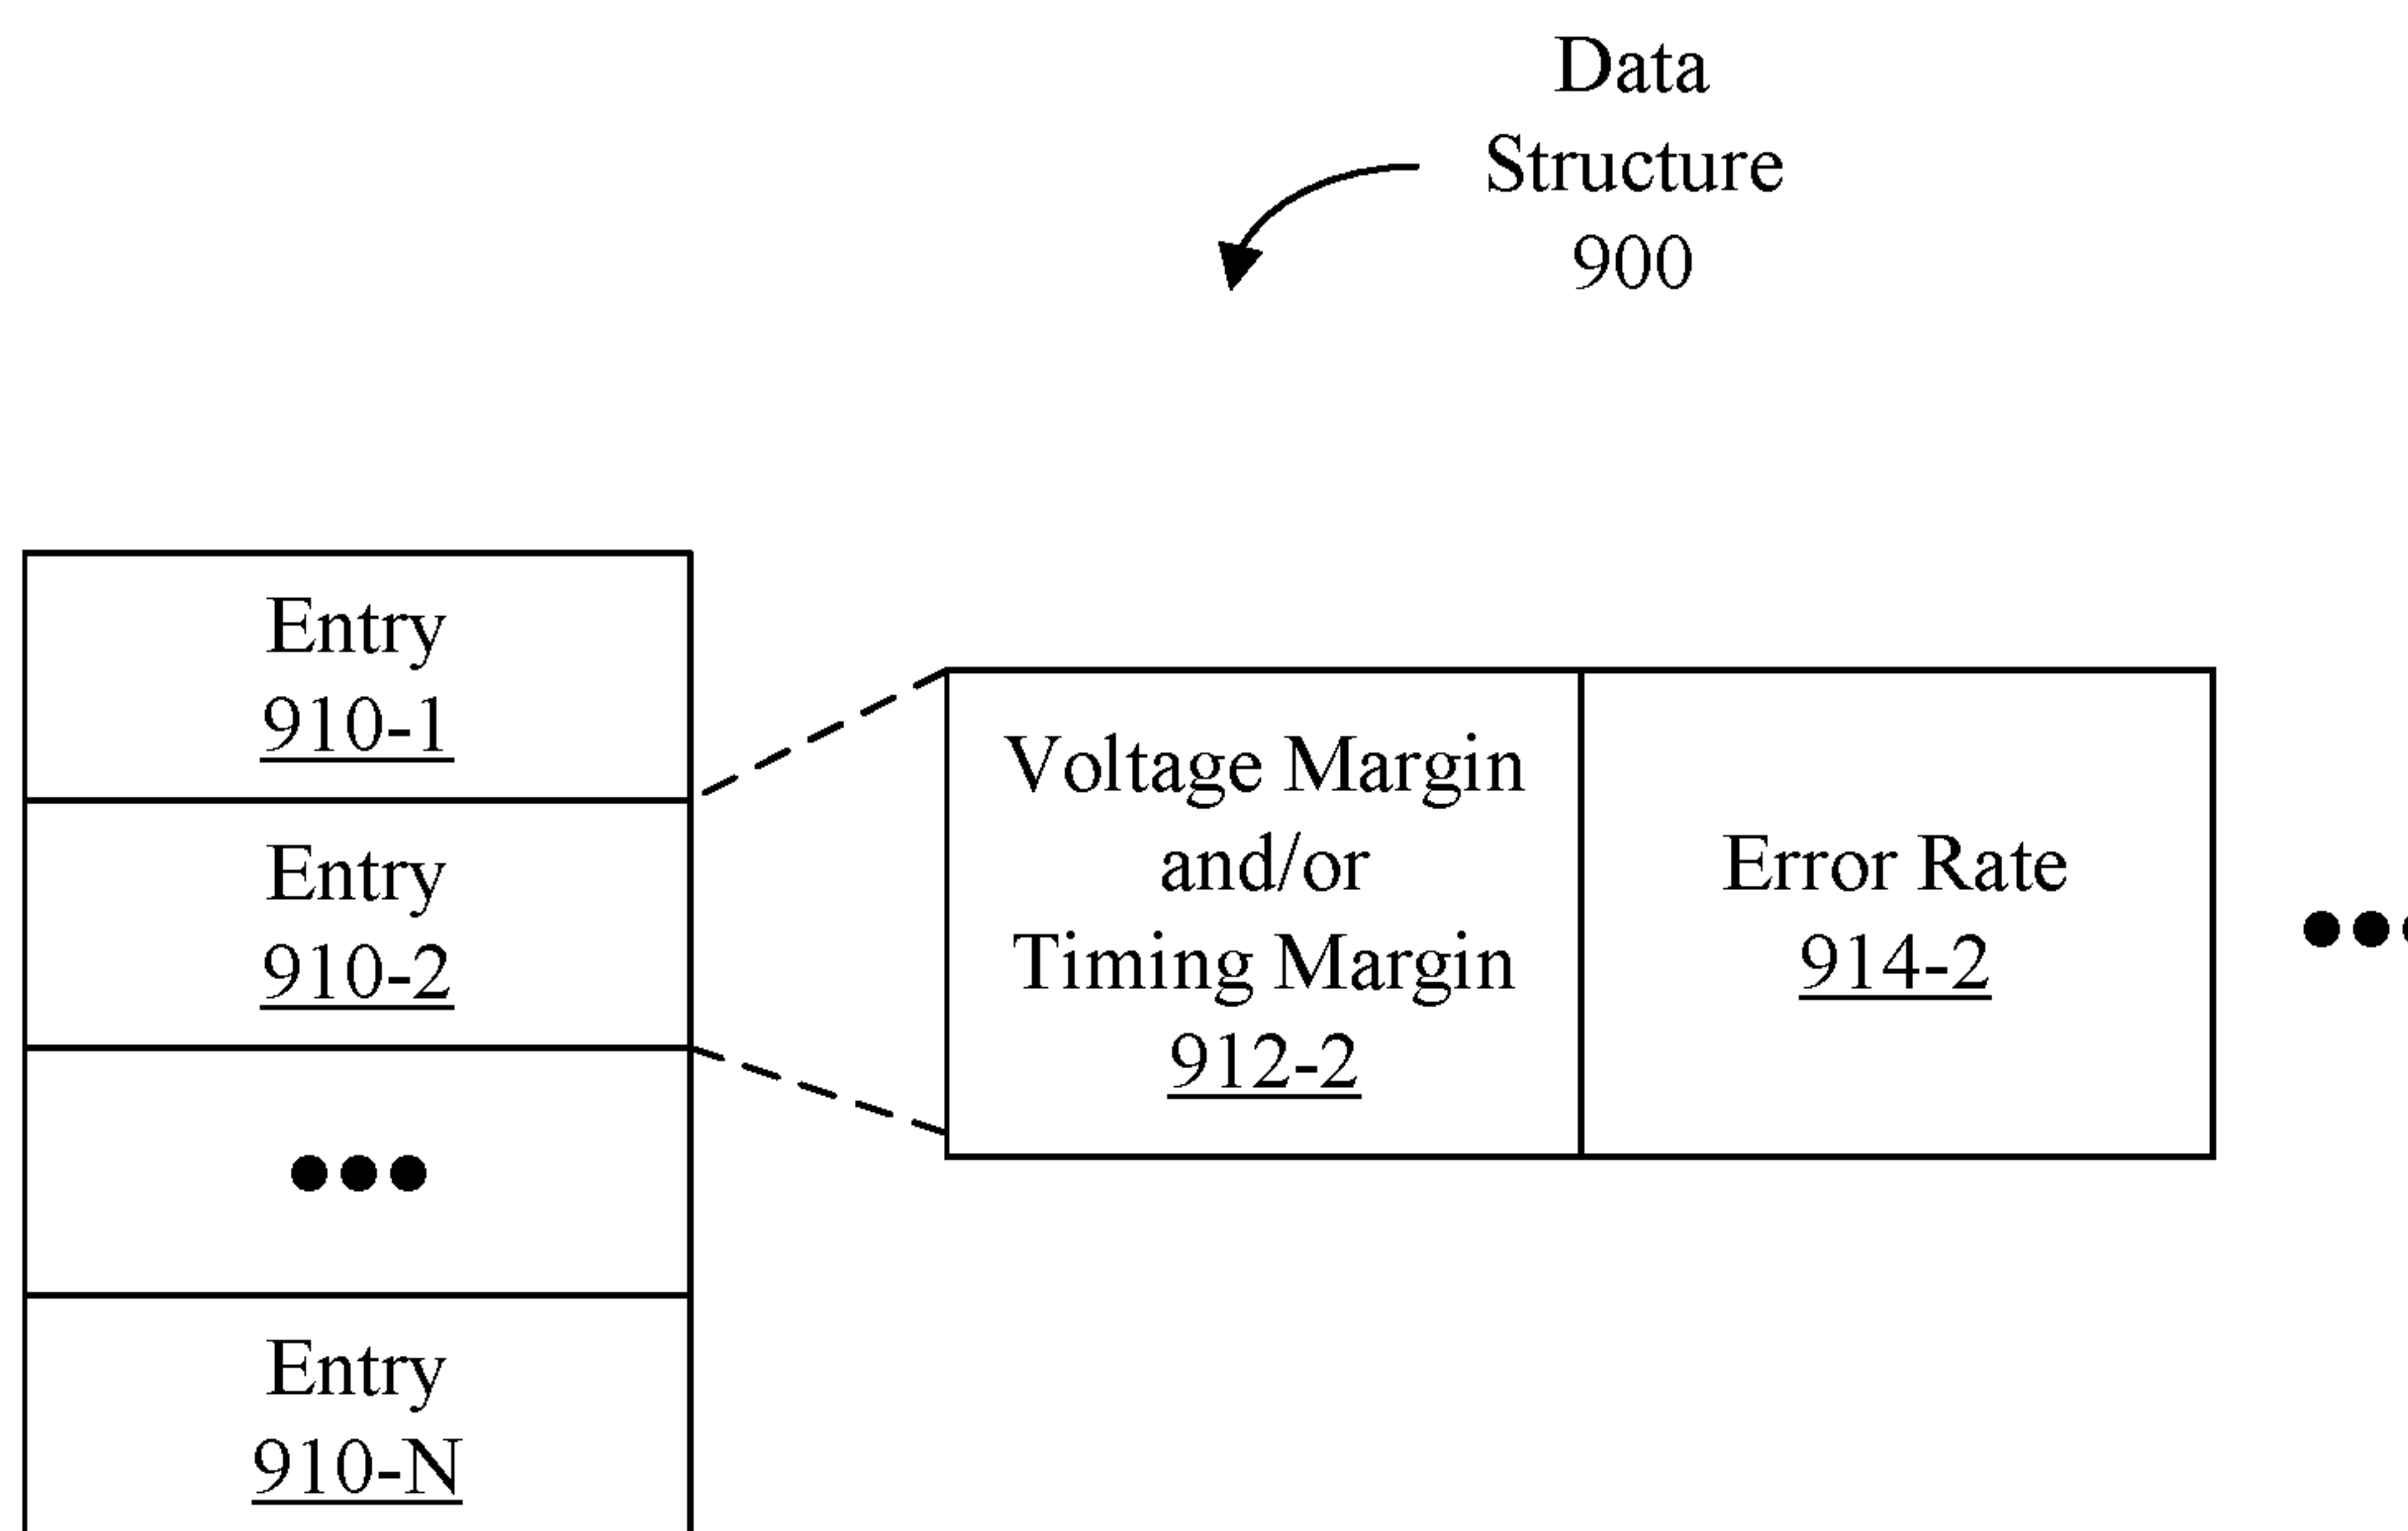 Data
Structure
900
Entry
910-1
Entry
910-2
●●●
Entry
910-N
Voltage Margin
and/or
Timing Margin
912-2
Error Rate
914-2
●●●